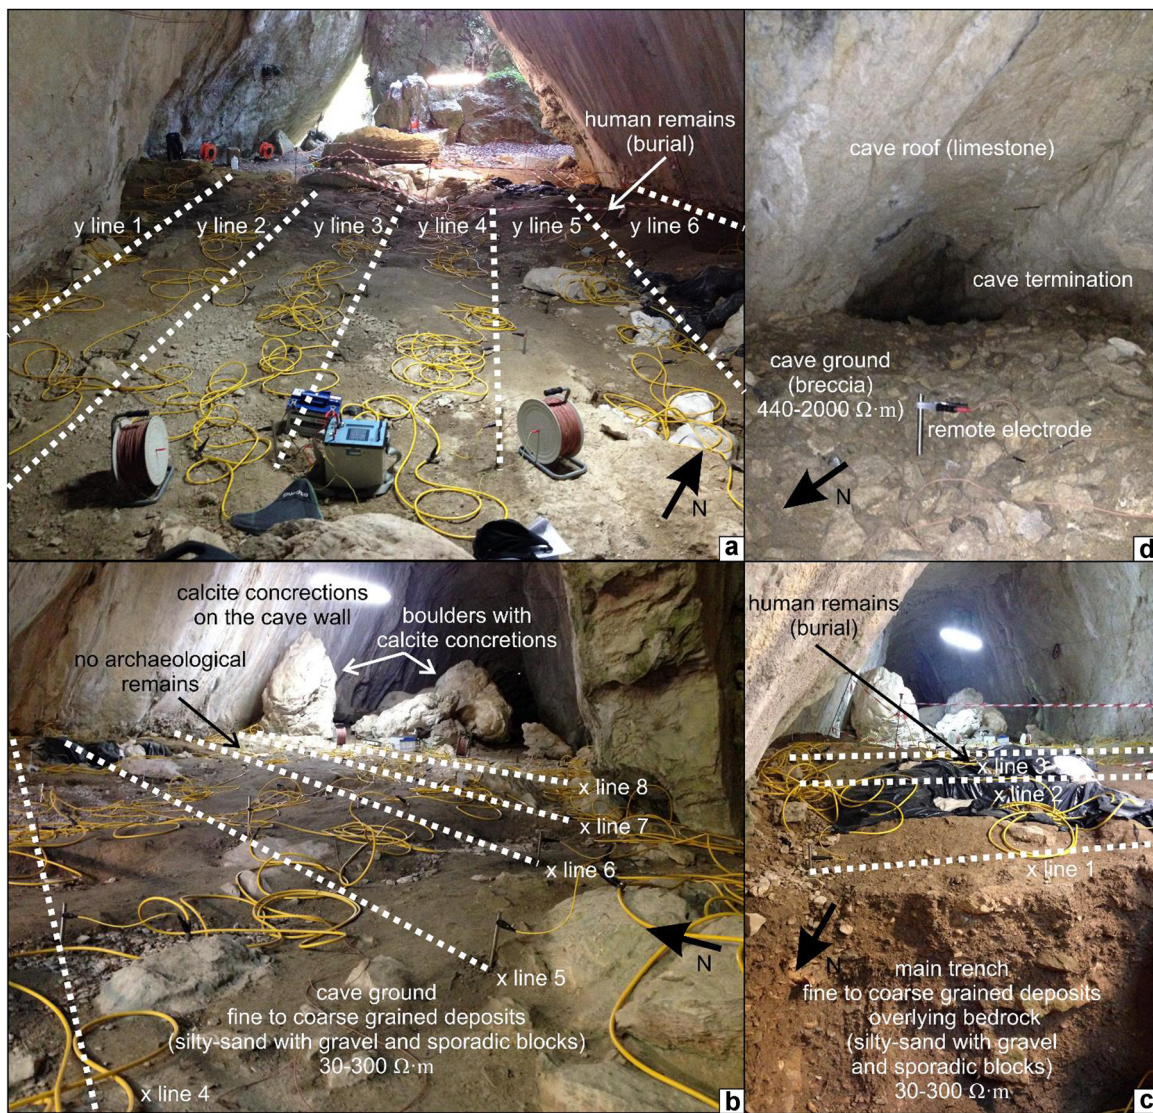 human remains
(burial)
y line 1
y line 2
y line 3
y line 4
y line 5
y line 6
N
a
cave roof (limestone)
cave termination
cave ground
(breccia)
440-2000 Ω·m)
remote electrode
N
d
calcite concrections
on the cave wall
boulders with
calcite concretions
no archaeological
remains
x line 8
x line 7
x line 6
x line 5
x line 4
N
cave ground
fine to coarse grained deposits
(silty-sand with gravel and sporadic blocks)
30-300 Ω·m
b
human remains
(burial)
x line 3
x line 2
x line 1
N
main trench
fine to coarse grained deposits
overlying bedrock
(silty-sand with gravel
and sporadic blocks)
30-300 Ω·m
c